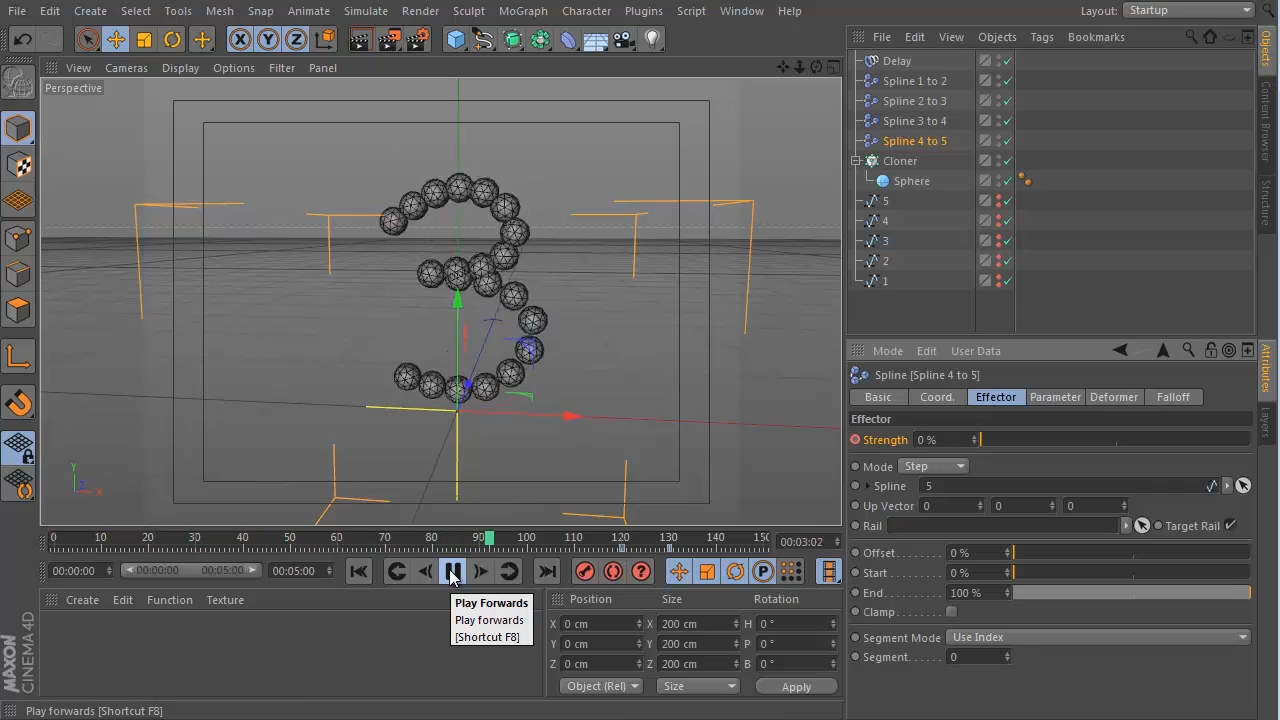 File Edit Create Select Tools Mesh Snap Animate Simulate Render Sculpt MoGraph Character Plugins Script Window Help Layout: Startup
X Y Z
File Edit View Objects Tags Bookmarks
View Cameras Display Options Filter Panel
Perspective
Delay
Spline 1 to 2
Spline 2 to 3
Spline 3 to 4
Spline 4 to 5
Cloner
Sphere
5
4
3
2
1
Objects
Content Browser
Structure
Y
X
Mode Edit User Data
Spline [Spline 4 to 5]
Basic Coord. Effector Parameter Deformer Falloff
Effector
Strength 0 %
Mode Step
Spline 5
Up Vector 0 0 0
Rail Target Rail
Offset 0 %
Start 0 %
End 100 %
Clamp
Segment Mode Use Index
Segment 0
Attributes
Layers
0 10 20 30 40 50 60 70 80 90 100 110 120 130 140 150 00:03:02
00:00:00 00:00:00 00:05:00 00:05:00 P
Create Edit Function Texture
Play Forwards
Play forwards
[Shortcut F8]
Position Size Rotation
X 0 cm X 200 cm H 0 °
Y 0 cm Y 200 cm P 0 °
Z 0 cm Z 200 cm B 0 °
Object (Rel) Size Apply
MAXON
CINEMA 4D
Play forwards [Shortcut F8]